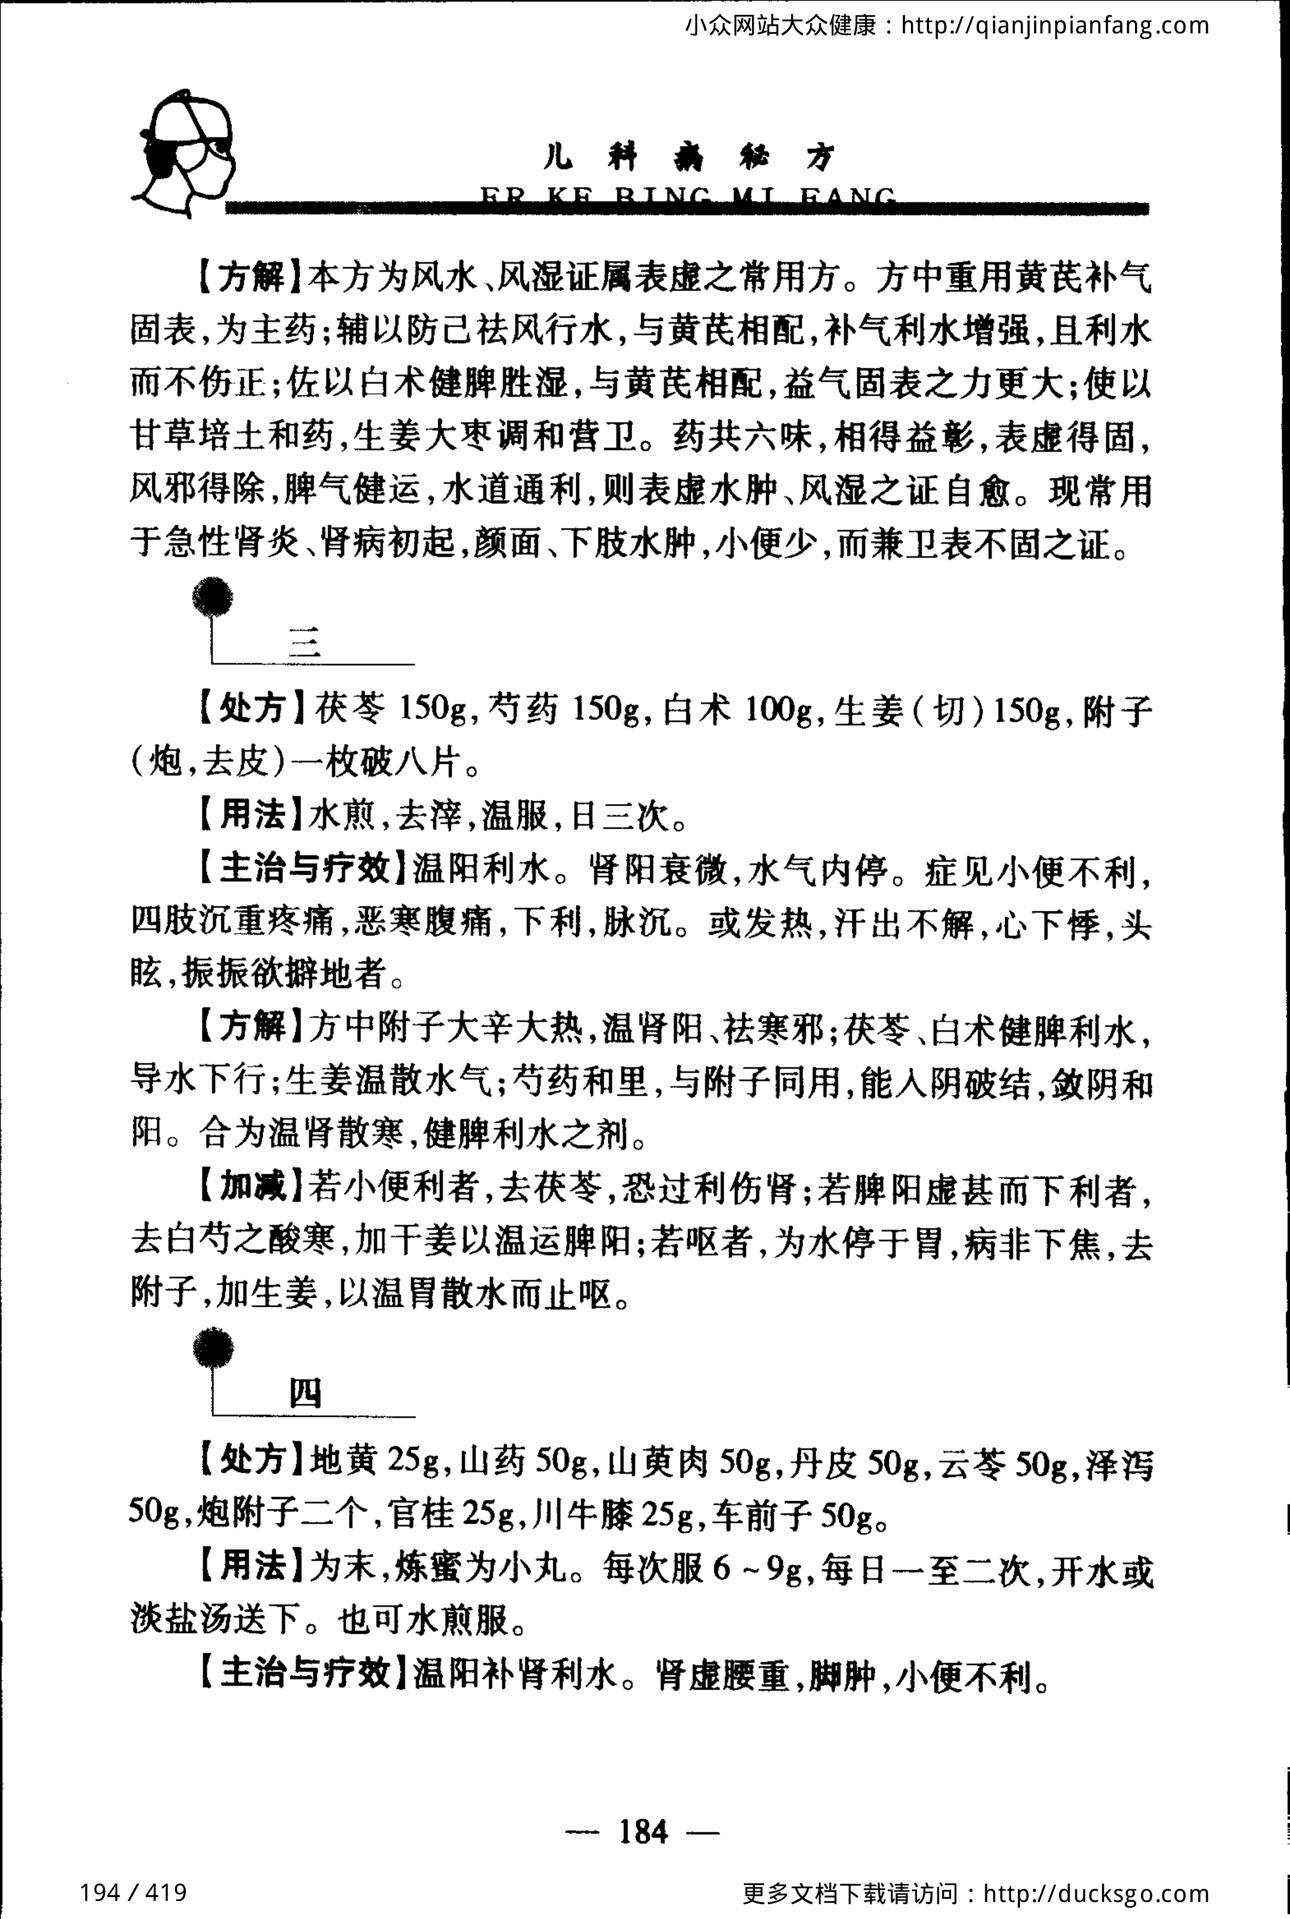 小众网站大众健康：http://qianjinpianfang.com
儿科病秘方
ER KE BING MI FANG
【方解】本方为风水、风湿证属表虚之常用方。方中重用黄芪补气
固表,为主药;辅以防己祛风行水,与黄芪相配,补气利水增强,且利水
而不伤正;佐以白术健脾胜湿,与黄芪相配,益气固表之力更大;使以
甘草培土和药,生姜大枣调和营卫。药共六味,相得益彰,表虚得固,
风邪得除,脾气健运,水道通利,则表虚水肿、风湿之证自愈。现常用
于急性肾炎、肾病初起,颜面、下肢水肿,小便少,而兼卫表不固之证。
三
【处方】茯苓 150g,芍药 150g,白术 100g,生姜(切)150g,附子
(炮,去皮)一枚破八片。
【用法】水煎,去滓,温服,日三次。
【主治与疗效】温阳利水。肾阳衰微,水气内停。症见小便不利,
四肢沉重疼痛,恶寒腹痛,下利,脉沉。或发热,汗出不解,心下悸,头
眩,振振欲擗地者。
【方解】方中附子大辛大热,温肾阳、祛寒邪;茯苓、白术健脾利水,
导水下行;生姜温散水气;芍药和里,与附子同用,能入阴破结,敛阴和
阳。合为温肾散寒,健脾利水之剂。
【加减】若小便利者,去茯苓,恐过利伤肾;若脾阳虚甚而下利者,
去白芍之酸寒,加干姜以温运脾阳;若呕者,为水停于胃,病非下焦,去
附子,加生姜,以温胃散水而止呕。
四
【处方】地黄 25g,山药 50g,山萸肉 50g,丹皮 50g,云苓 50g,泽泻
50g,炮附子二个,官桂 25g,川牛膝 25g,车前子 50g。
【用法】为末,炼蜜为小丸。每次服 6 ~ 9g,每日一至二次,开水或
淡盐汤送下。也可水煎服。
【主治与疗效】温阳补肾利水。肾虚腰重,脚肿,小便不利。
— 184 —
194 / 419
更多文档下载请访问：http://ducksgo.com